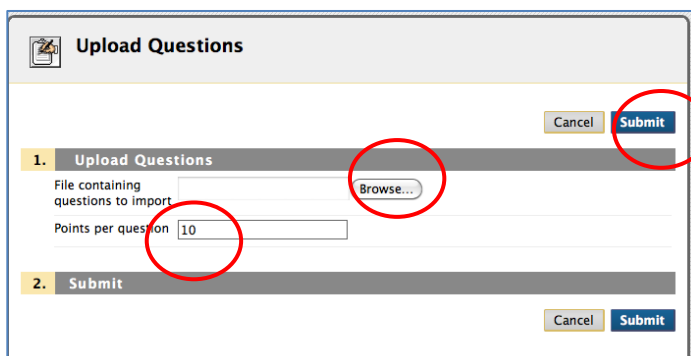 Upload Questions
Cancel Submit
1. Upload Questions
File containing
questions to import
Browse...
Points per question 10
2. Submit
Cancel Submit